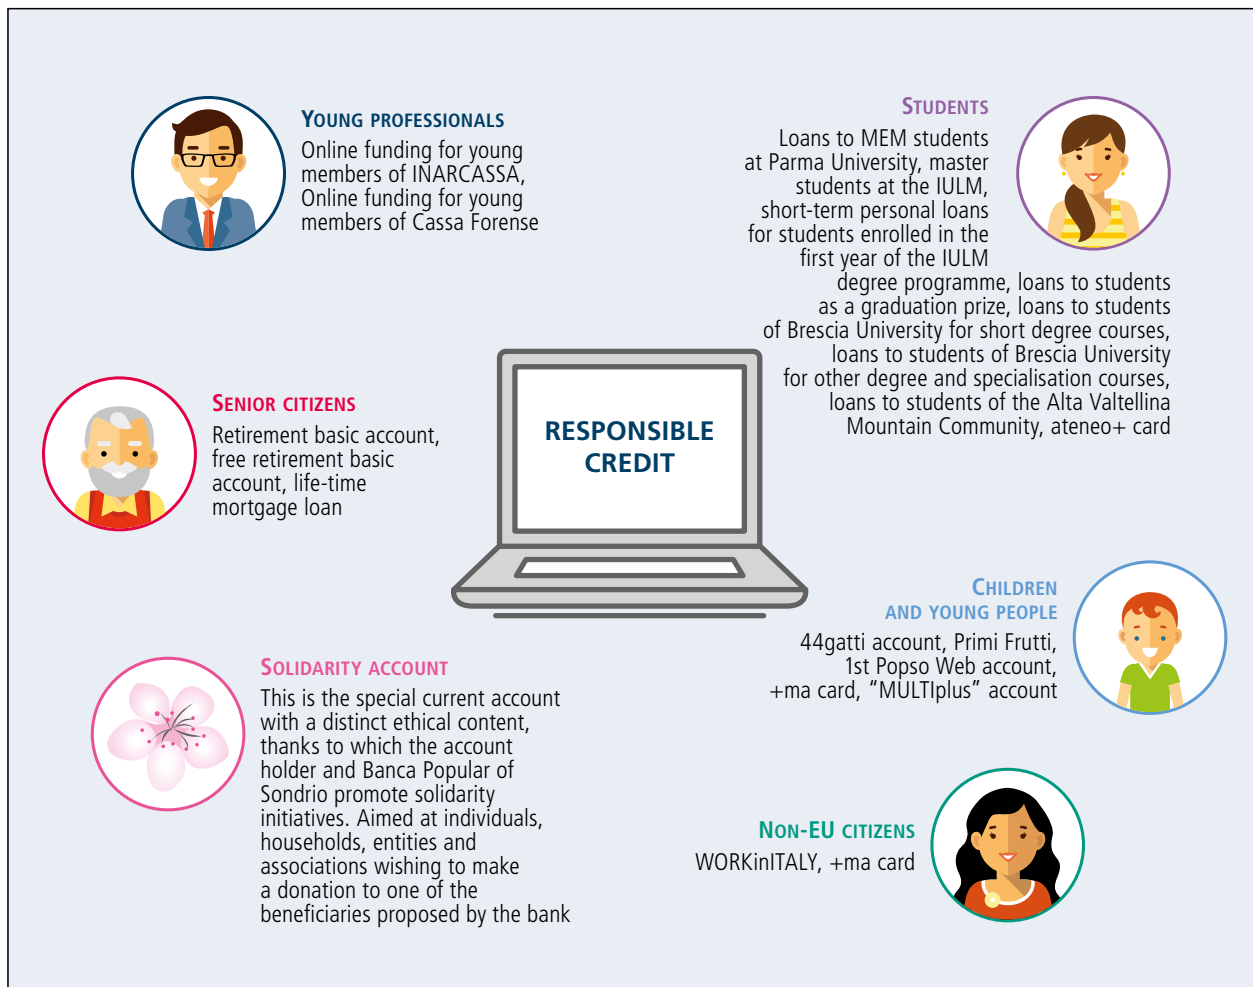 YOUNG PROFESSIONALS
Online funding for young
members of INARCASSA,
Online funding for young
members of Cassa Forense
STUDENTS
Loans to MEM students
at Parma University, master
students at the IULM,
short-term personal loans
for students enrolled in the
first year of the IULM
degree programme, loans to students
as a graduation prize, loans to students
of Brescia University for short degree courses,
loans to students of Brescia University
for other degree and specialisation courses,
loans to students of the Alta Valtellina
Mountain Community, ateneo+ card
SENIOR CITIZENS
Retirement basic account,
free retirement basic
account, life-time
mortgage loan
RESPONSIBLE
CREDIT
CHILDREN
AND YOUNG PEOPLE
44gatti account, Primi Frutti,
1st Popso Web account,
+ma card, “MULTIplus” account
SOLIDARITY ACCOUNT
This is the special current account
with a distinct ethical content,
thanks to which the account
holder and Banca Popular of
Sondrio promote solidarity
initiatives. Aimed at individuals,
households, entities and
associations wishing to make
a donation to one of the
beneficiaries proposed by the bank
NON-EU CITIZENS
WORKinITALY, +ma card